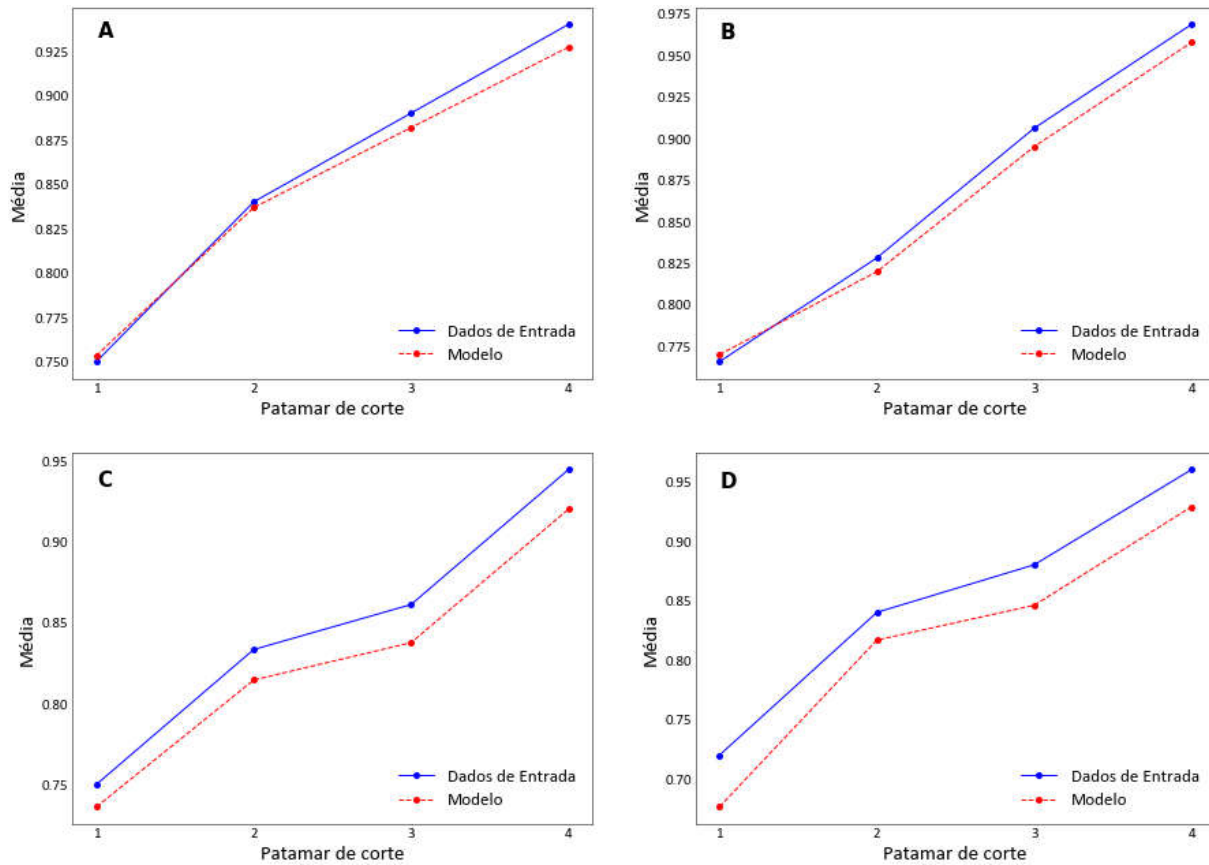 A
0.925
0.900
0.875
0.850
0.825
0.800
0.775
0.750
Média
Dados de Entrada
Modelo
1 2 3 4
Patamar de corte
B
0.975
0.950
0.925
0.900
0.875
0.850
0.825
0.800
0.775
Média
Dados de Entrada
Modelo
1 2 3 4
Patamar de corte
C
0.95
0.90
0.85
0.80
0.75
Média
Dados de Entrada
Modelo
1 2 3 4
Patamar de corte
D
0.95
0.90
0.85
0.80
0.75
0.70
Média
Dados de Entrada
Modelo
1 2 3 4
Patamar de corte